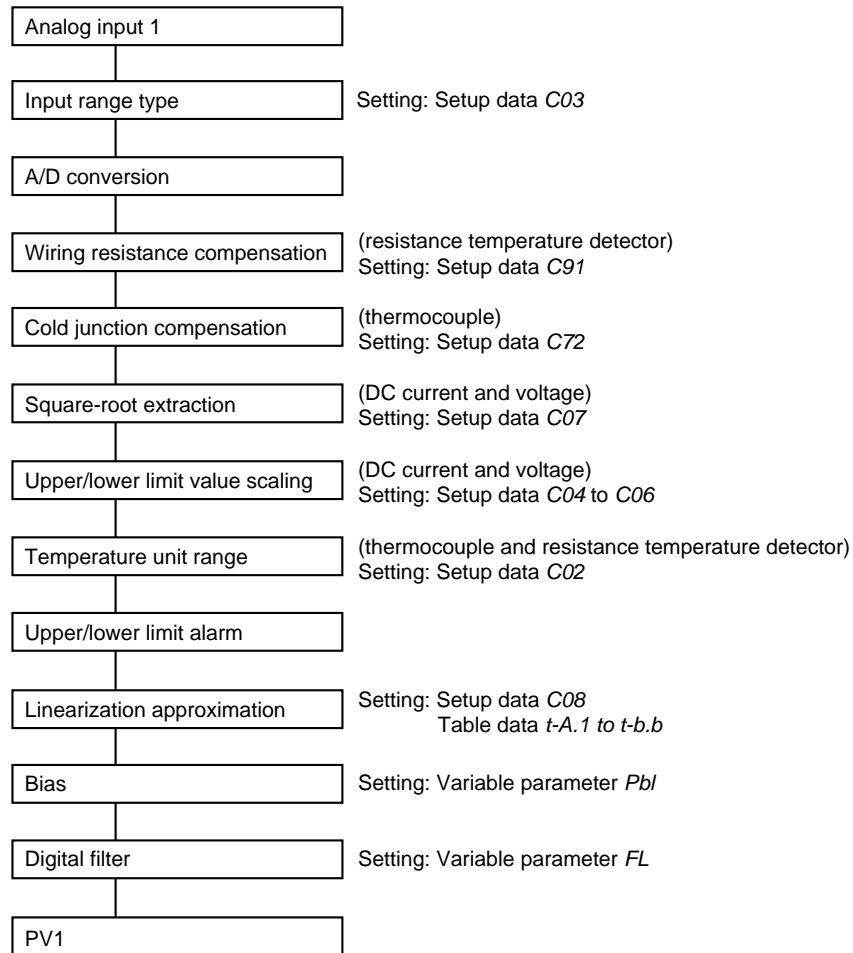 Analog input 1
Input range type
Setting: Setup data C03
A/D conversion
Wiring resistance compensation
(resistance temperature detector)
Setting: Setup data C91
Cold junction compensation
(thermocouple)
Setting: Setup data C72
Square-root extraction
(DC current and voltage)
Setting: Setup data C07
Upper/lower limit value scaling
(DC current and voltage)
Setting: Setup data C04 to C06
Temperature unit range
(thermocouple and resistance temperature detector)
Setting: Setup data C02
Upper/lower limit alarm
Linearization approximation
Setting: Setup data C08
Table data t-A.1 to t-b.b
Bias
Setting: Variable parameter PbI
Digital filter
Setting: Variable parameter FL
PV1